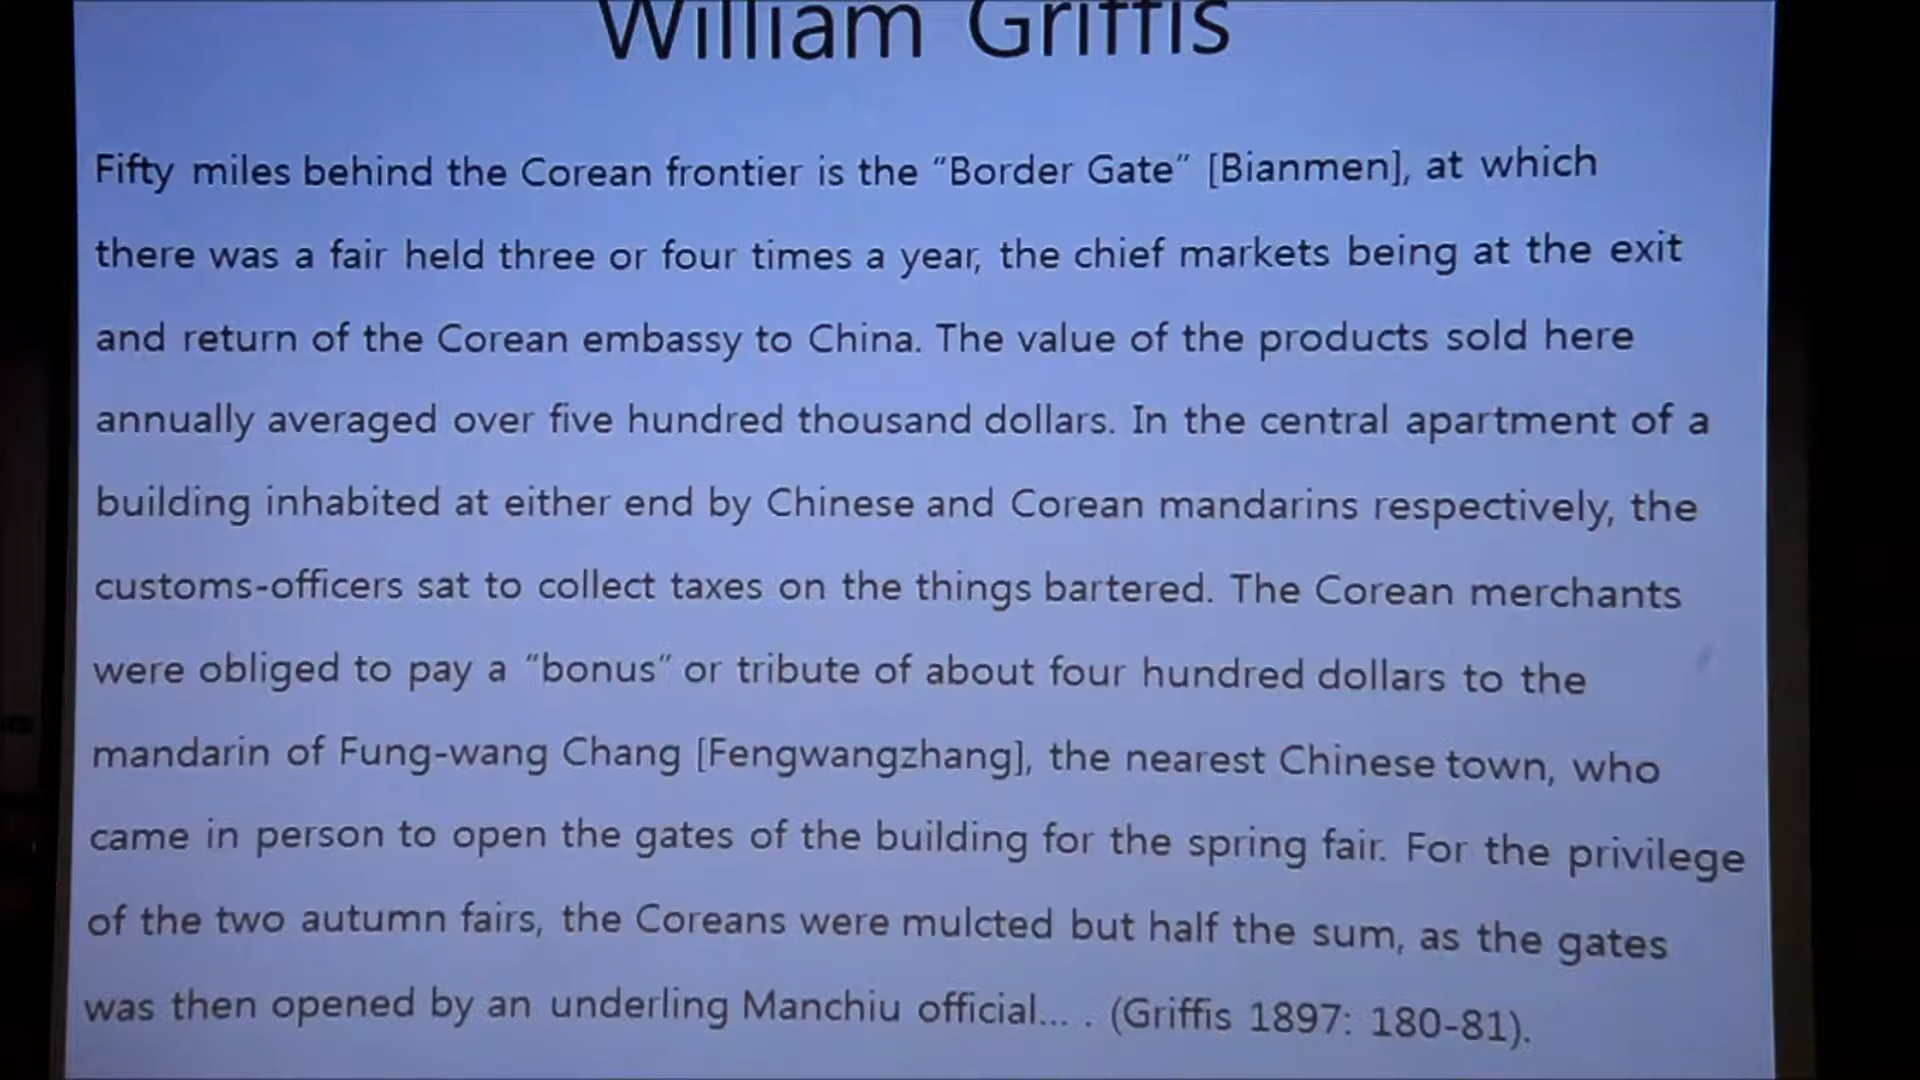 William Griffis
Fifty miles behind the Corean frontier is the “Border Gate” [Bianmen], at which
there was a fair held three or four times a year, the chief markets being at the exit
and return of the Corean embassy to China. The value of the products sold here
annually averaged over five hundred thousand dollars. In the central apartment of a
building inhabited at either end by Chinese and Corean mandarins respectively, the
customs-officers sat to collect taxes on the things bartered. The Corean merchants
were obliged to pay a “bonus” or tribute of about four hundred dollars to the
mandarin of Fung-wang Chang [Fengwangzhang], the nearest Chinese town, who
came in person to open the gates of the building for the spring fair. For the privilege
of the two autumn fairs, the Coreans were mulcted but half the sum, as the gates
was then opened by an underling Manchiu official... . (Griffis 1897: 180-81).